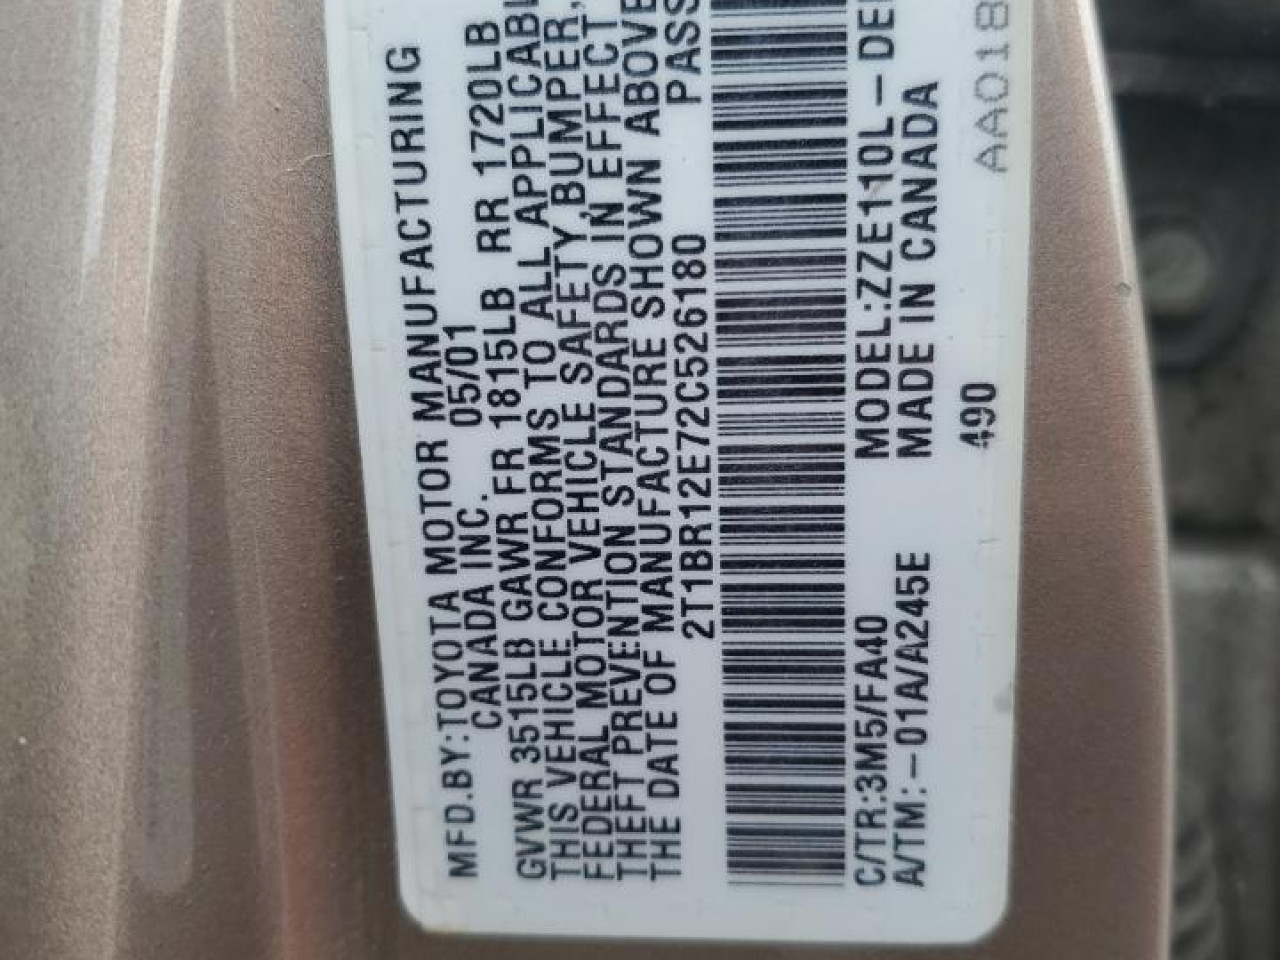 MFD.BY:TOYOTA MOTOR MANUFACTURING
CANADA INC. 05/01
GVWR 3515LB GAWR FR 1815LB RR 1720LB
THIS VEHICLE CONFORMS TO ALL APPLICABL
FEDERAL MOTOR VEHICLE SAFETY,BUMPER,
THEFT PREVENTION STANDARDS IN EFFECT
THE DATE OF MANUFACTURE SHOWN ABOVE
2T1BR12E72C526180 PASS
C/TR:3M5/FA40 MODEL:ZZE110L-DE
A/TM:-01A/A245E MADE IN CANADA
490 AA018